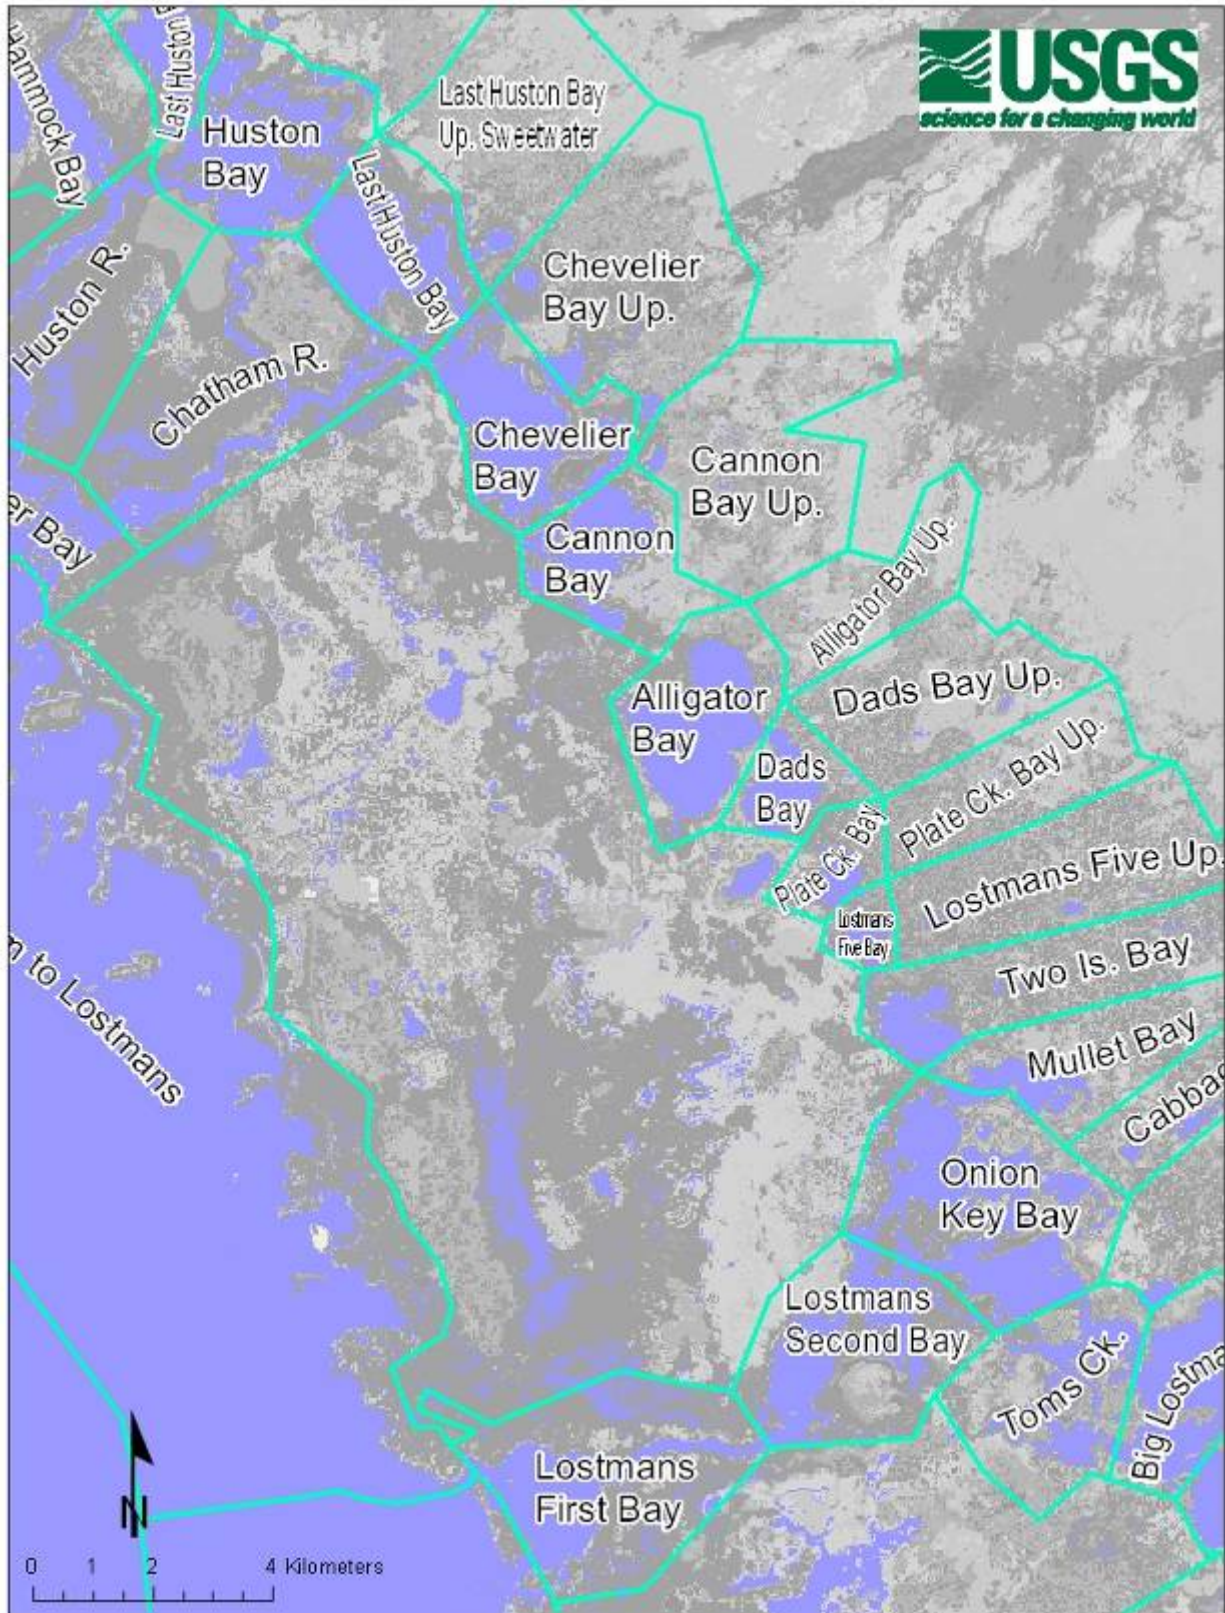 Last Huston
Hammock Bay
USGS
science for a changing world
Last Huston Bay
Up. Sweetwater
Huston
Bay
Last Huston Bay
Chevelier
Bay Up.
Huston R.
Chatham R.
Chevelier
Bay
Cannon
Bay Up.
er Bay
Cannon
Bay
Alligator Bay Up.
Alligator
Bay
Dads Bay Up.
Dads
Bay
Plate Ck. Bay Up.
Plate Ck. Bay
Lostmans Five Up.
Lostmans
Five Bay
Two Is. Bay
m to Lostmans
Mullet Bay
Cabbag
Onion
Key Bay
Lostmans
Second Bay
Toms Ck.
Big Lostma
Lostmans
First Bay
N
0 1 2 4 Kilometers